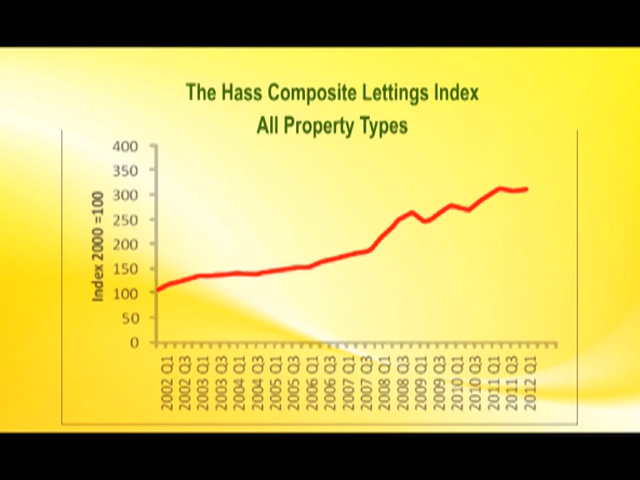 The Hass Composite Lettings Index
All Property Types
Index 2000 =100
400
350
300
250
200
150
100
50
0
2002 Q1
2002 Q3
2003 Q1
2003 Q3
2004 Q1
2004 Q3
2005 Q1
2005 Q3
2006 Q1
2006 Q3
2007 Q1
2007 Q3
2008 Q1
2008 Q3
2009 Q1
2009 Q3
2010 Q1
2010 Q3
2011 Q1
2011 Q3
2012 Q1